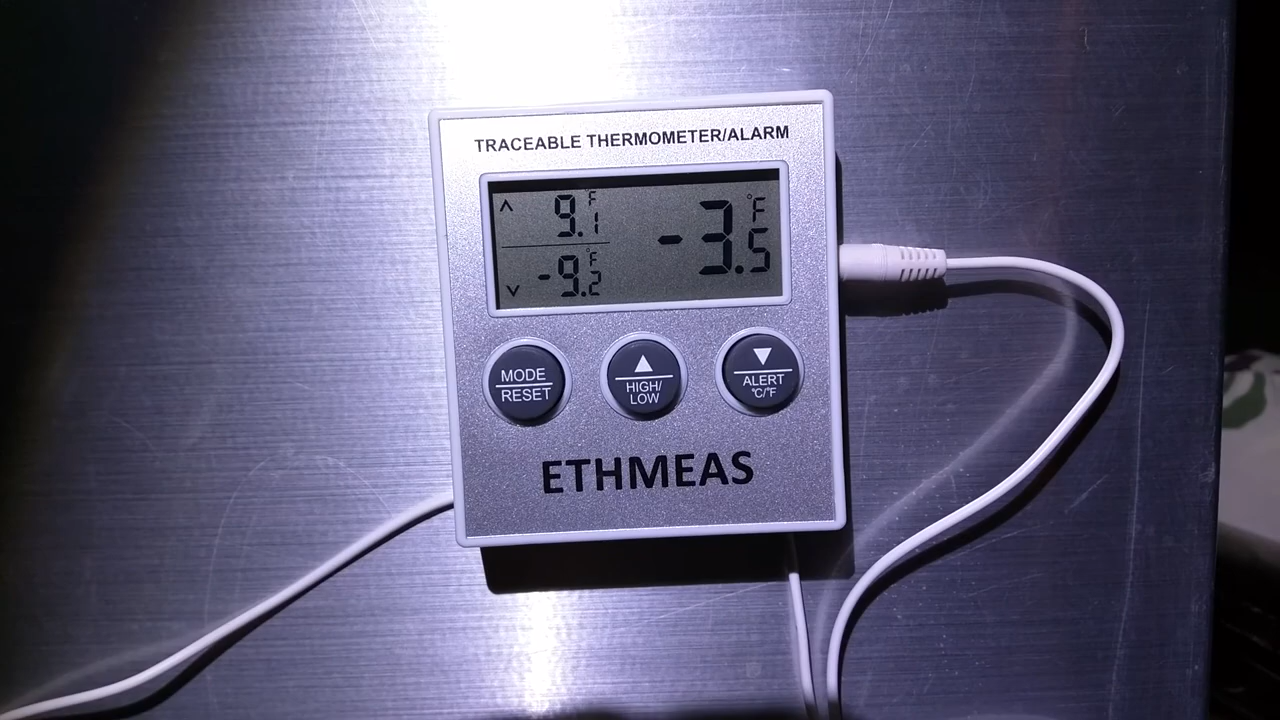 TRACEABLE THERMOMETER/ALARM
9.1 °F
-9.2 °F
-3.5 °F
MODE
RESET
▲
HIGH/
LOW
▼
ALERT
°C/°F
ETHMEAS